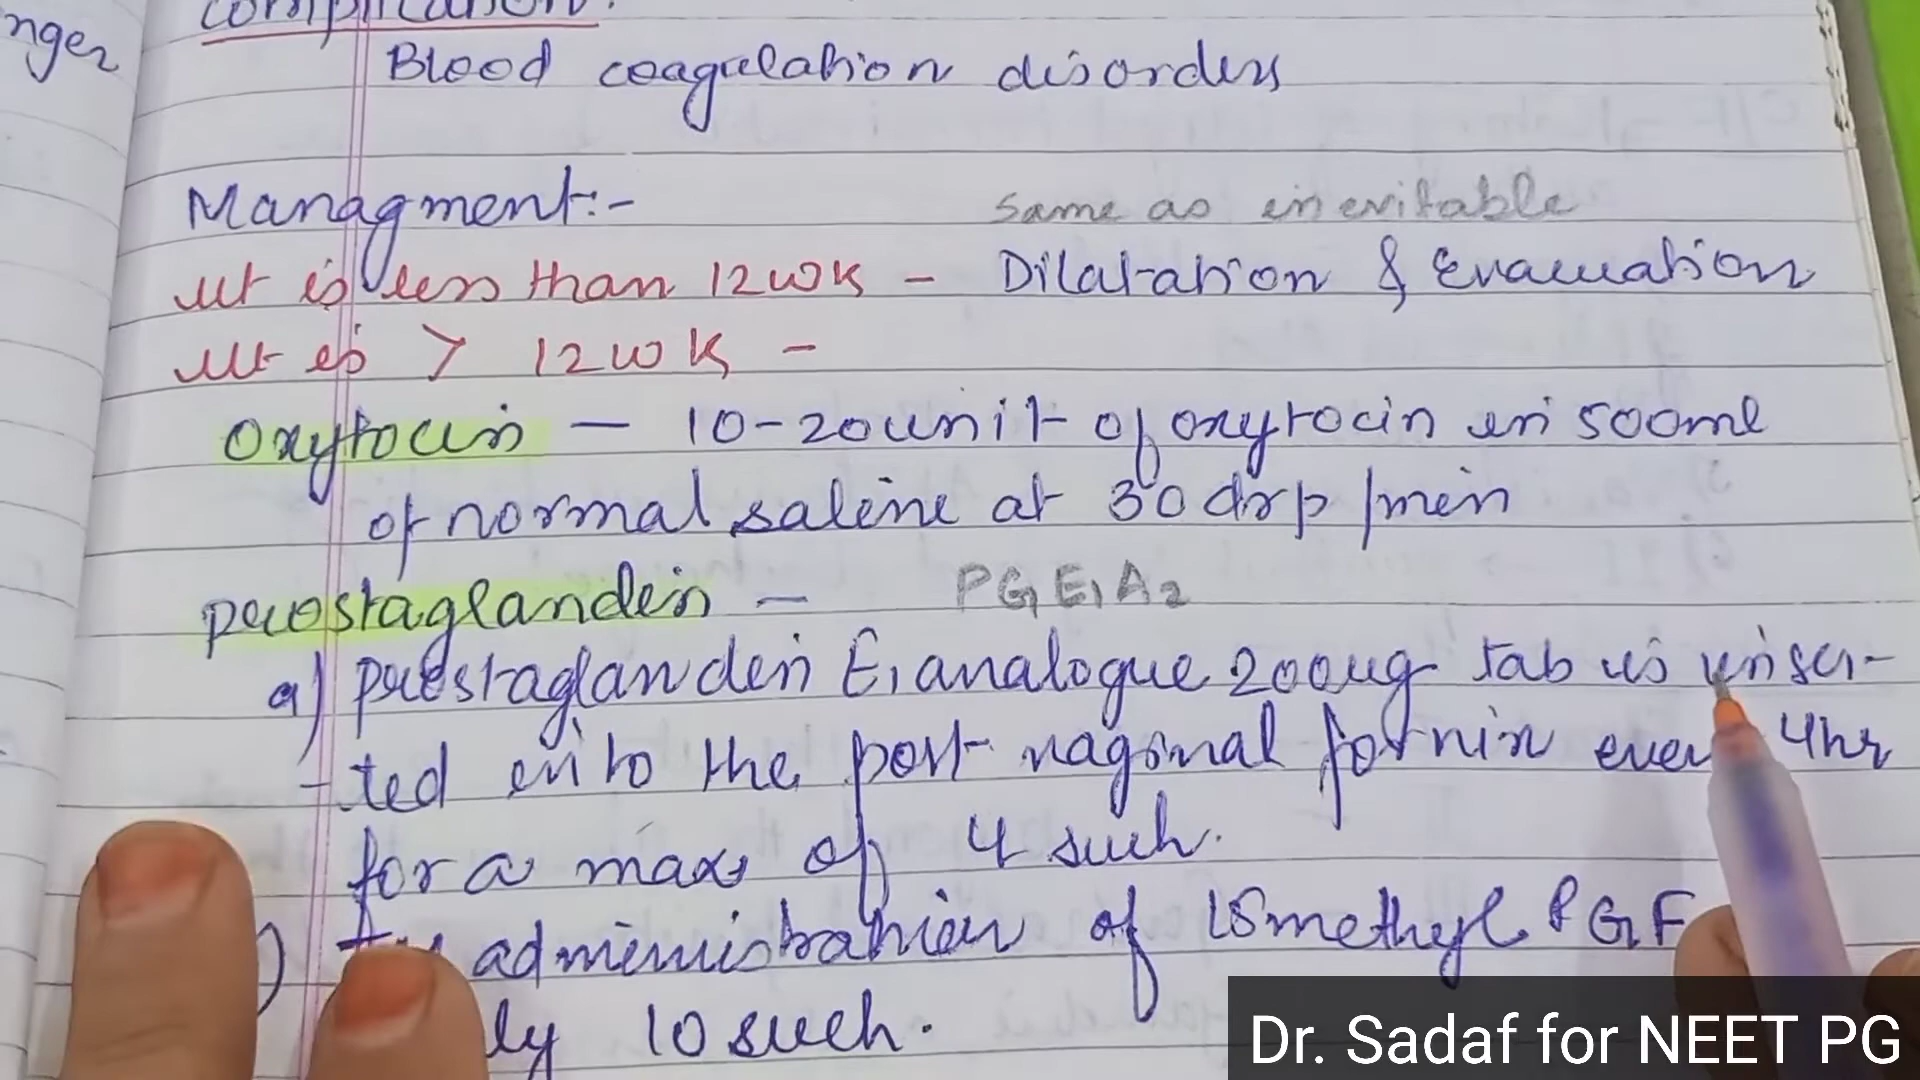 nger
complication:
Blood coagulation disorders
Managment:-
same as inevitable
Ut is less than 12wk - Dilatation & Evacuation
Ut is > 12wk -
Oxytocin - 10-20unit of oxytocin in 500ml
of normal saline at 30drp/min
prostaglandin - PGE1A2
a) prostaglandin E1 analogue 200ug tab is inser-
-ted into the post vaginal fornix ever 4hr
for a max of 4 such.
) administration of 15methyl PGF
ly 10 such.
Dr. Sadaf for NEET PG